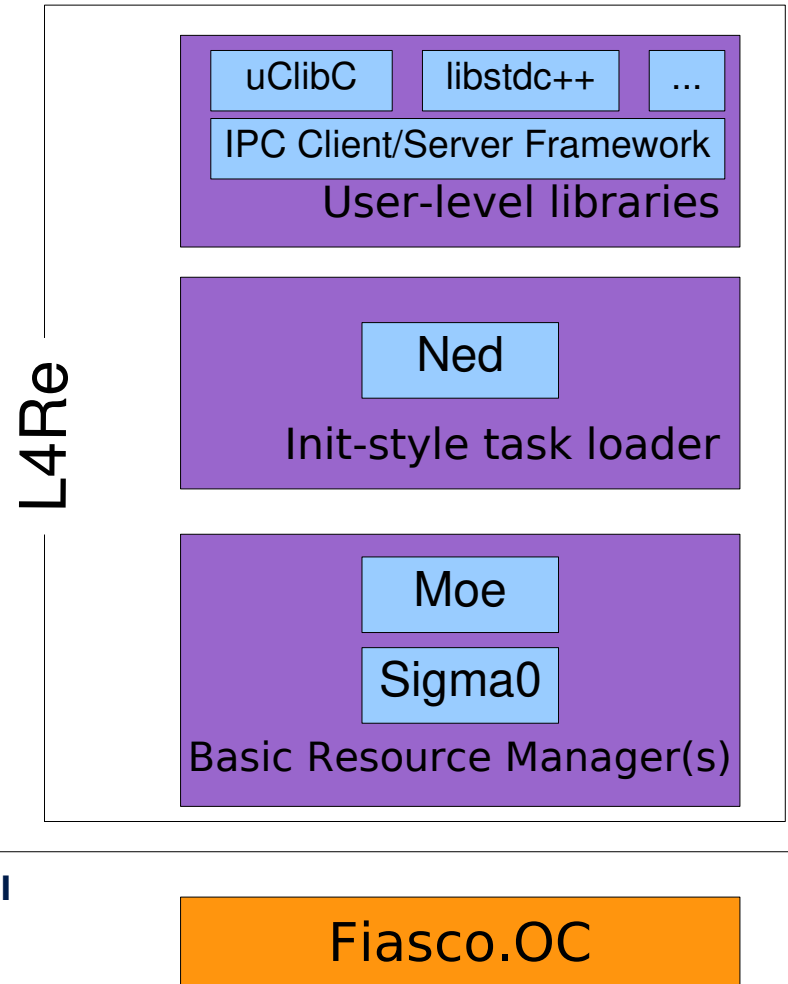 uClibC
libstdc++
...
IPC Client/Server Framework
User-level libraries
Ned
Init-style task loader
L4Re
Moe
Sigma0
Basic Resource Manager(s)
Fiasco.OC